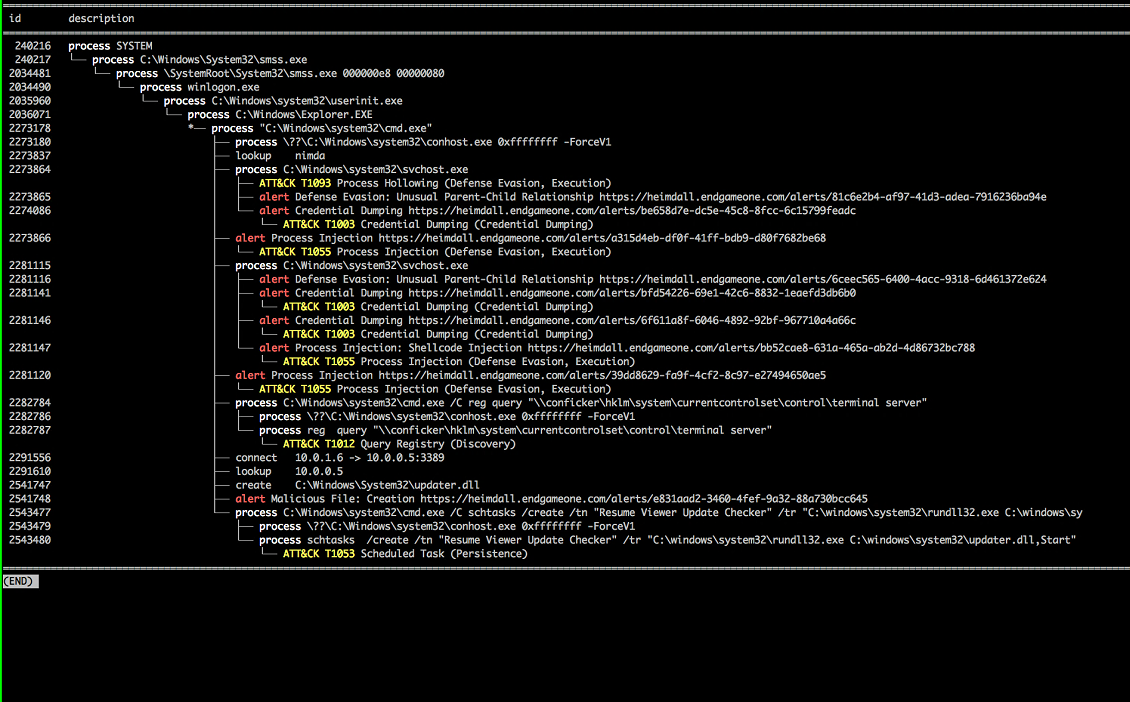 id description
240216 process SYSTEM
240217 process C:\Windows\System32\smss.exe
2034481 process \SystemRoot\System32\smss.exe 000000e8 00000080
2034490 process winlogon.exe
2035960 process C:\Windows\system32\userinit.exe
2036071 process C:\Windows\Explorer.EXE
2273178 *— process "C:\Windows\system32\cmd.exe"
2273180 process \??\C:\Windows\system32\conhost.exe 0xffffffff -ForceV1
2273837 lookup nimda
2273864 process C:\Windows\system32\svchost.exe
ATT&CK T1093 Process Hollowing (Defense Evasion, Execution)
2273865 alert Defense Evasion: Unusual Parent-Child Relationship https://heimdall.endgameone.com/alerts/81c6e2b4-af97-41d3-adea-7916236ba94e
2274086 alert Credential Dumping https://heimdall.endgameone.com/alerts/be658d7e-dc5e-45c8-8fcc-6c15799feadc
ATT&CK T1003 Credential Dumping (Credential Dumping)
2273866 alert Process Injection https://heimdall.endgameone.com/alerts/a315d4eb-df0f-41ff-bdb9-d80f7682be68
ATT&CK T1055 Process Injection (Defense Evasion, Execution)
2281115 process C:\Windows\system32\svchost.exe
2281116 alert Defense Evasion: Unusual Parent-Child Relationship https://heimdall.endgameone.com/alerts/6ceec565-6400-4acc-9318-6d461372e624
2281141 alert Credential Dumping https://heimdall.endgameone.com/alerts/bfd54226-69e1-42c6-8832-1eaefd3db6b0
ATT&CK T1003 Credential Dumping (Credential Dumping)
2281146 alert Credential Dumping https://heimdall.endgameone.com/alerts/6f611a8f-6046-4892-92bf-967710a4a66c
ATT&CK T1003 Credential Dumping (Credential Dumping)
2281147 alert Process Injection: Shellcode Injection https://heimdall.endgameone.com/alerts/bb52cae8-631a-465a-ab2d-4d86732bc788
ATT&CK T1055 Process Injection (Defense Evasion, Execution)
2281120 alert Process Injection https://heimdall.endgameone.com/alerts/39dd8629-fa9f-4cf2-8c97-e27494650ae5
ATT&CK T1055 Process Injection (Defense Evasion, Execution)
2282784 process C:\Windows\system32\cmd.exe /C reg query "\\conficker\hklm\system\currentcontrolset\control\terminal server"
2282786 process \??\C:\Windows\system32\conhost.exe 0xffffffff -ForceV1
2282787 process reg query "\\conficker\hklm\system\currentcontrolset\control\terminal server"
ATT&CK T1012 Query Registry (Discovery)
2291556 connect 10.0.1.6 -> 10.0.0.5:3389
2291610 lookup 10.0.0.5
2541747 create C:\Windows\System32\updater.dll
2541748 alert Malicious File: Creation https://heimdall.endgameone.com/alerts/e831aad2-3460-4fef-9a32-88a730bcc645
2543477 process C:\Windows\system32\cmd.exe /C schtasks /create /tn "Resume Viewer Update Checker" /tr "C:\windows\system32\rundll32.exe C:\windows\sy
2543479 process \??\C:\Windows\system32\conhost.exe 0xffffffff -ForceV1
2543480 process schtasks /create /tn "Resume Viewer Update Checker" /tr "C:\windows\system32\rundll32.exe C:\windows\system32\updater.dll,Start"
ATT&CK T1053 Scheduled Task (Persistence)
(END)